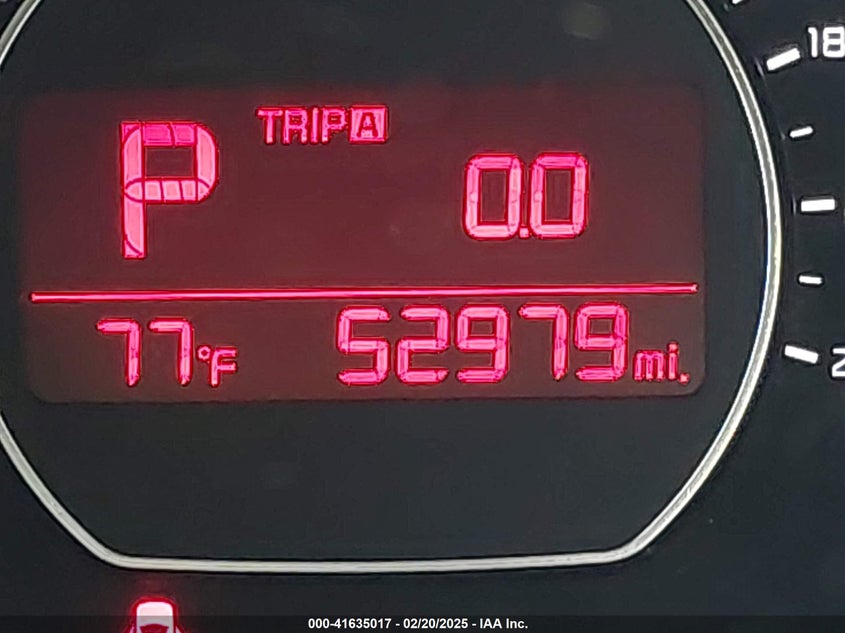 18
P TRIP A 0.0
77°F 52979 mi.
2
000-41635017 - 02/20/2025 - IAA Inc.